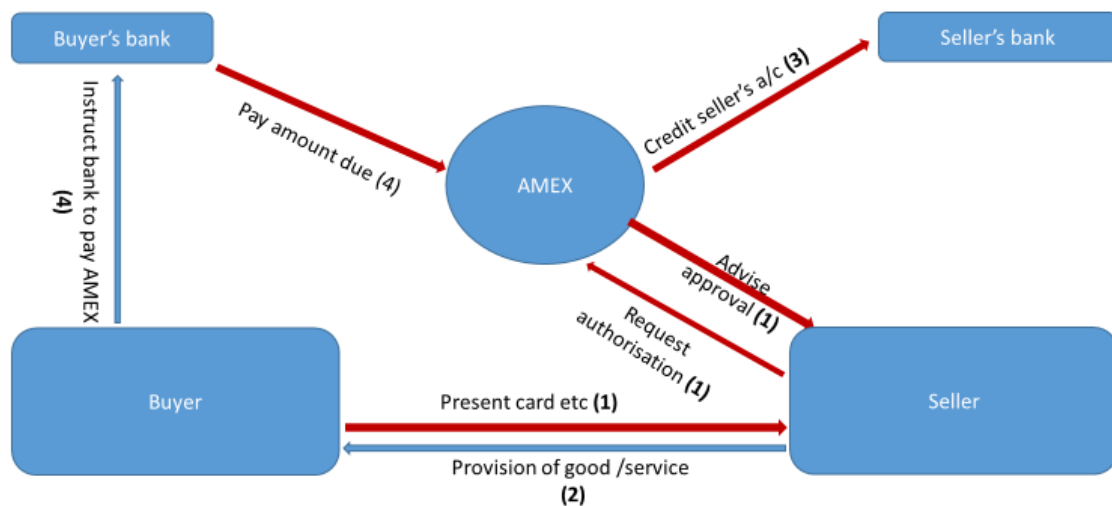 Buyer's bank
Seller's bank
Pay amount due (4)
Credit seller's a/c (3)
AMEX
Instruct bank to pay AMEX
(4)
Advise
approval (1)
Request
authorisation (1)
Buyer
Seller
Present card etc (1)
Provision of good /service
(2)